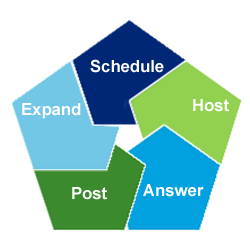 Schedule
Host
Answer
Post
Expand